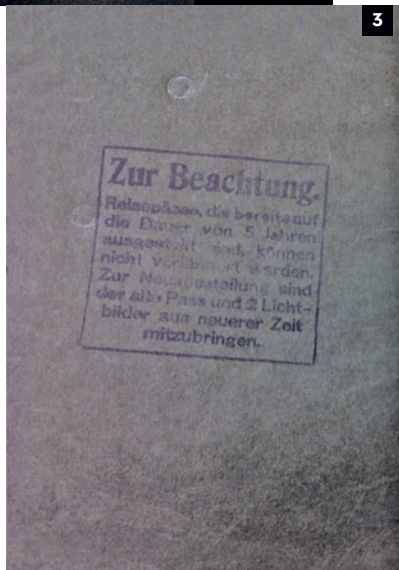 3
Zur Beachtung.
Reisepässe, die bereits auf
die Dauer von 5 Jahren
ausgestellt sind, können
nicht verlängert werden.
Zur Neuausstellung sind
der alte Pass und 2 Licht-
bilder aus neuerer Zeit
mitzubringen.